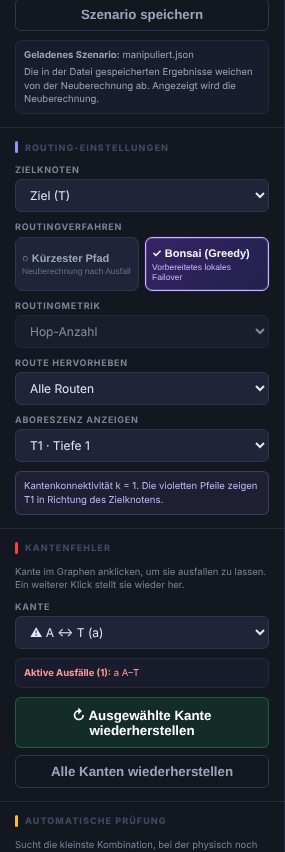 Szenario speichern
Geladenes Szenario: manipuliert.json
Die in der Datei gespeicherten Ergebnisse weichen
von der Neuberechnung ab. Angezeigt wird die
Neuberechnung.
ROUTING-EINSTELLUNGEN
ZIELKNOTEN
Ziel (T)
ROUTINGVERFAHREN
○ Kürzester Pfad
Neuberechnung nach Ausfall
✓ Bonsai (Greedy)
Vorbereitetes lokales
Failover
ROUTINGMETRIK
Hop-Anzahl
ROUTE HERVORHEBEN
Alle Routen
ABORESZENZ ANZEIGEN
T1 · Tiefe 1
Kantenkonnektivität k = 1. Die violetten Pfeile zeigen
T1 in Richtung des Zielknotens.
KANTENFEHLER
Kante im Graphen anklicken, um sie ausfallen zu lassen.
Ein weiterer Klick stellt sie wieder her.
KANTE
⚠ A ↔ T (a)
Aktive Ausfälle (1): a A–T
↻ Ausgewählte Kante
wiederherstellen
Alle Kanten wiederherstellen
AUTOMATISCHE PRÜFUNG
Sucht die kleinste Kombination, bei der physisch noch